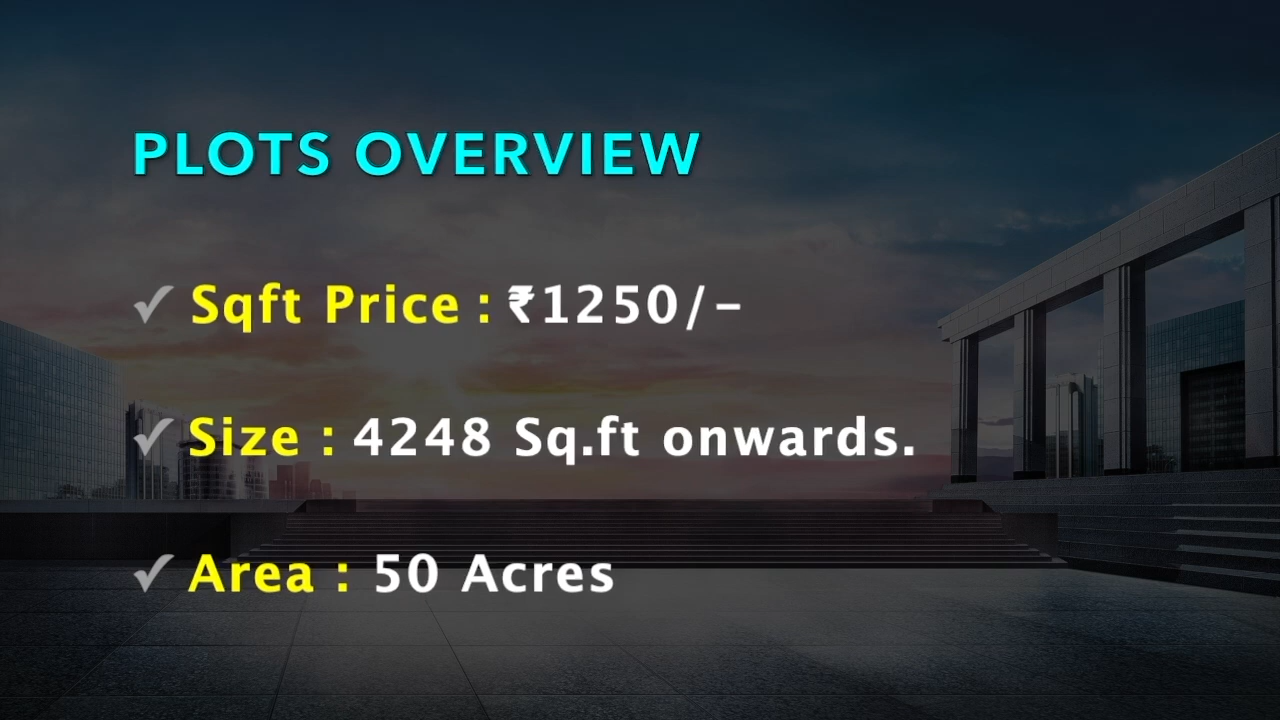 PLOTS OVERVIEW
✓ Sqft Price : ₹1250/-
✓ Size : 4248 Sq.ft onwards.
✓ Area : 50 Acres